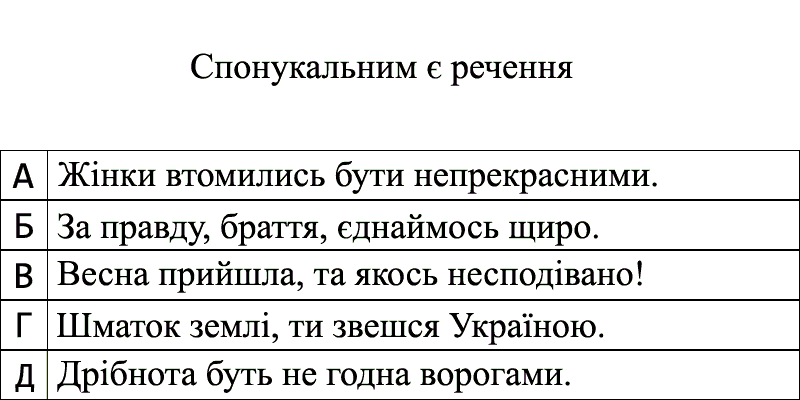 Спонукальним є речення
А Жінки втомились бути непрекрасними.
Б За правду, браття, єднаймось щиро.
В Весна прийшла, та якось несподівано!
Г Шматок землі, ти звешся Україною.
Д Дрібнота буть не годна ворогами.